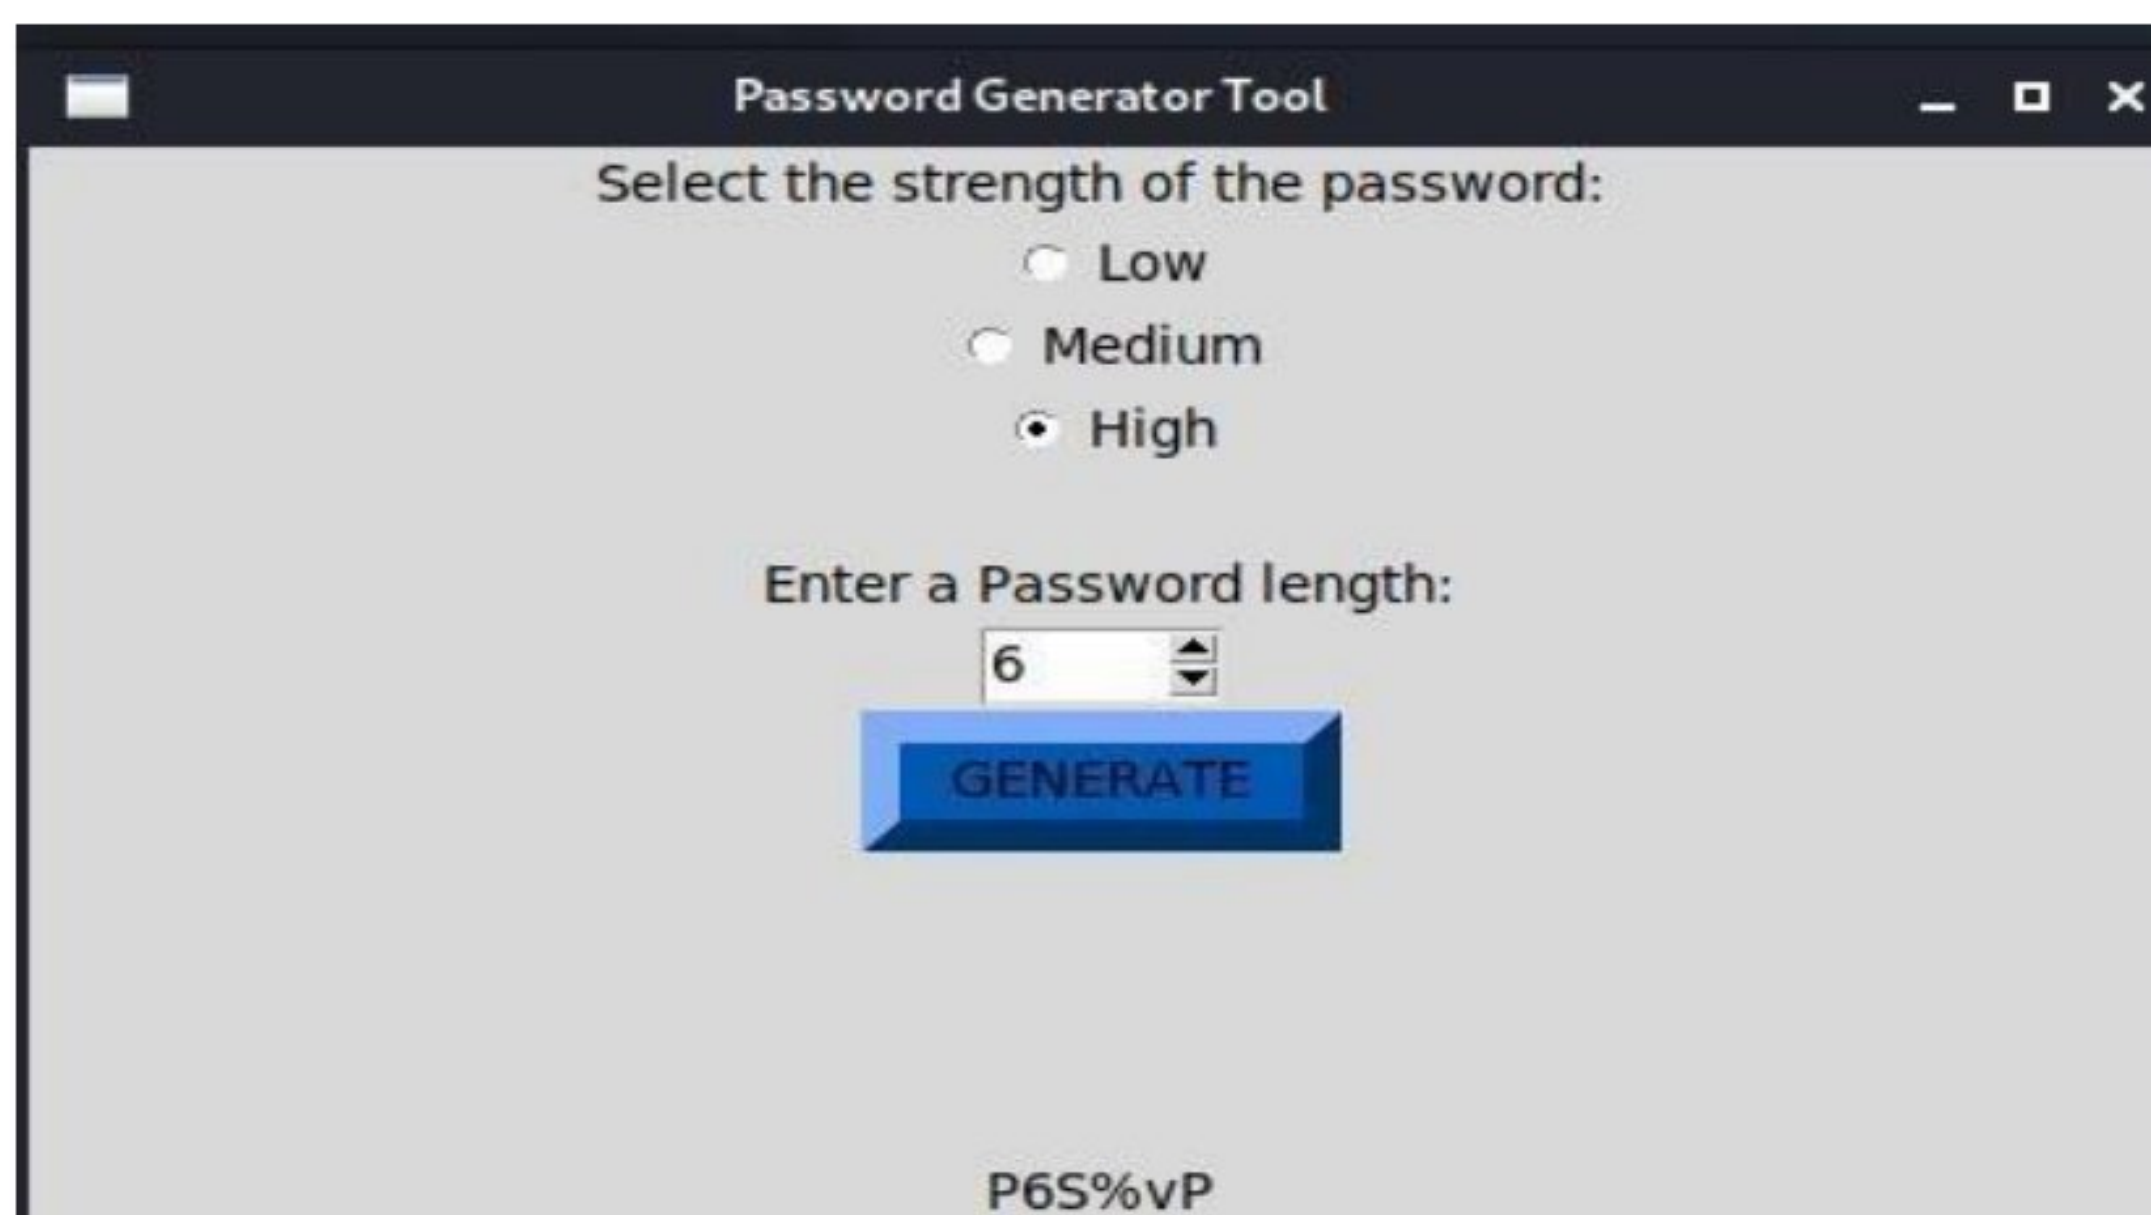 Password Generator Tool
Select the strength of the password:
Low
Medium
High
Enter a Password length:
6
GENERATE
P6S%vP